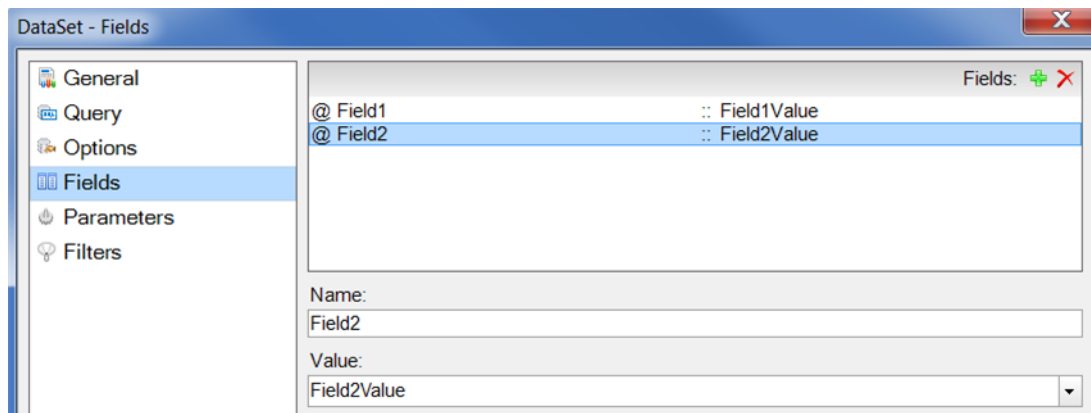 DataSet - Fields
General
Query
Options
Fields
Parameters
Filters
Fields:
@ Field1 :: Field1Value
@ Field2 :: Field2Value
Name:
Field2
Value:
Field2Value